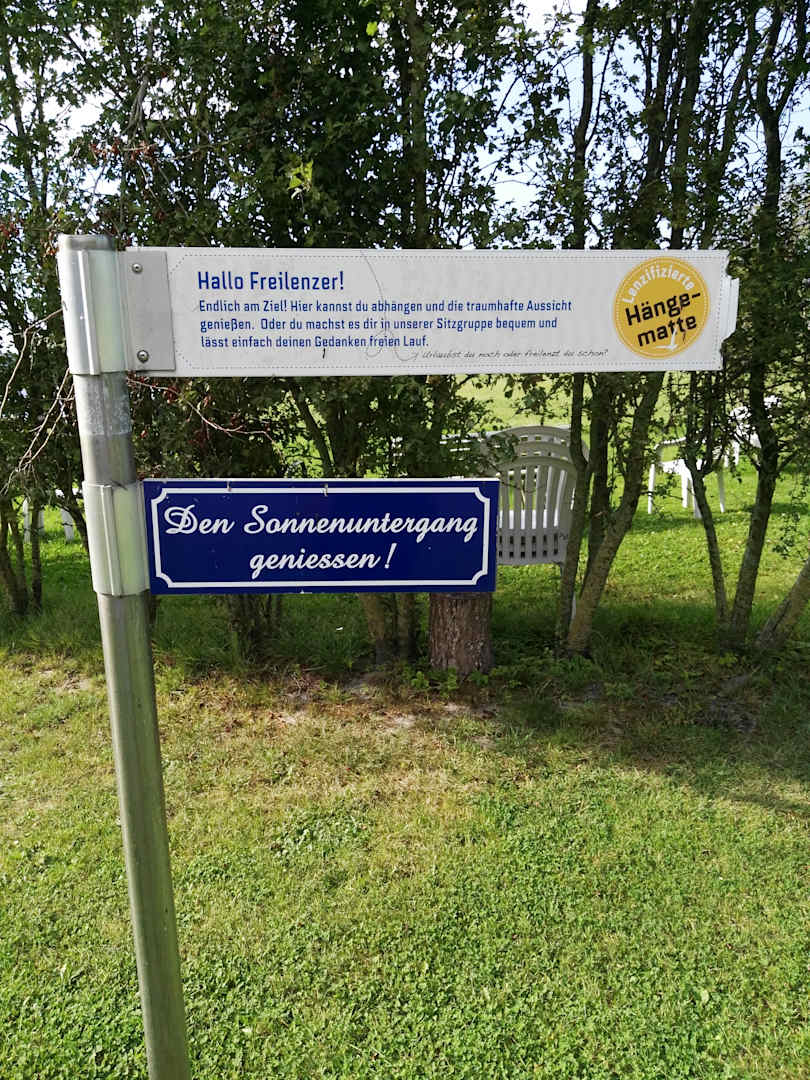 Hallo Freilenzer!
Endlich am Ziel! Hier kannst du abhängen und die traumhafte Aussicht
genießen. Oder du machst es dir in unserer Sitzgruppe bequem und
lässt einfach deinen Gedanken freien Lauf.
Urlaubst du noch oder freilenzt du schon?
Lenzifizierte
Hänge-
matte
Den Sonnenuntergang
geniessen!